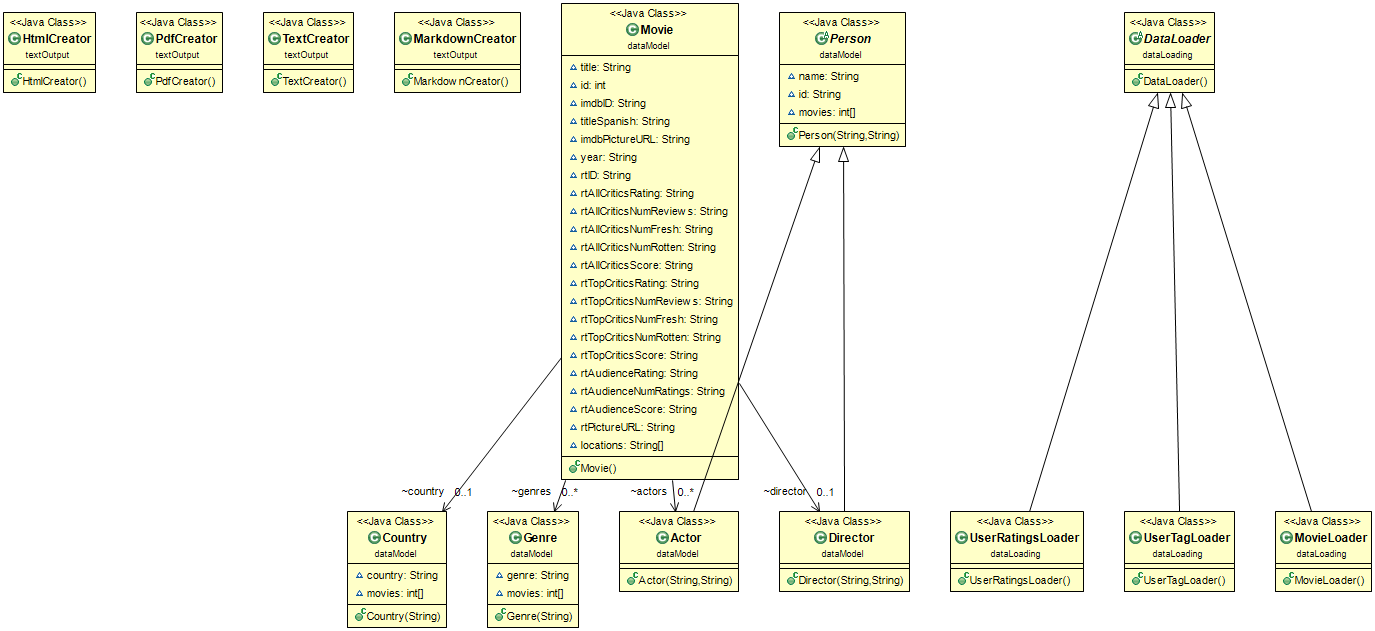 <<Java Class>>
HtmlCreator
textOutput
HtmlCreator()
<<Java Class>>
PdfCreator
textOutput
PdfCreator()
<<Java Class>>
TextCreator
textOutput
TextCreator()
<<Java Class>>
MarkdownCreator
textOutput
MarkdownCreator()
<<Java Class>>
Movie
dataModel
title: String
id: int
imdbID: String
titleSpanish: String
imdbPictureURL: String
year: String
rtID: String
rtAllCriticsRating: String
rtAllCriticsNumReviews: String
rtAllCriticsNumFresh: String
rtAllCriticsNumRotten: String
rtAllCriticsScore: String
rtTopCriticsRating: String
rtTopCriticsNumReviews: String
rtTopCriticsNumFresh: String
rtTopCriticsNumRotten: String
rtTopCriticsScore: String
rtAudienceRating: String
rtAudienceNumRatings: String
rtAudienceScore: String
rtPictureURL: String
locations: String[]
Movie()
<<Java Class>>
Person
dataModel
name: String
id: String
movies: int[]
Person(String,String)
<<Java Class>>
DataLoader
dataLoading
DataLoader()
~country 0..1
~genres 0..*
~actors 0..*
~director 0..1
<<Java Class>>
Country
dataModel
country: String
movies: int[]
Country(String)
<<Java Class>>
Genre
dataModel
genre: String
movies: int[]
Genre(String)
<<Java Class>>
Actor
dataModel
Actor(String,String)
<<Java Class>>
Director
dataModel
Director(String,String)
<<Java Class>>
UserRatingsLoader
dataLoading
UserRatingsLoader()
<<Java Class>>
UserTagLoader
dataLoading
UserTagLoader()
<<Java Class>>
MovieLoader
dataLoading
MovieLoader()